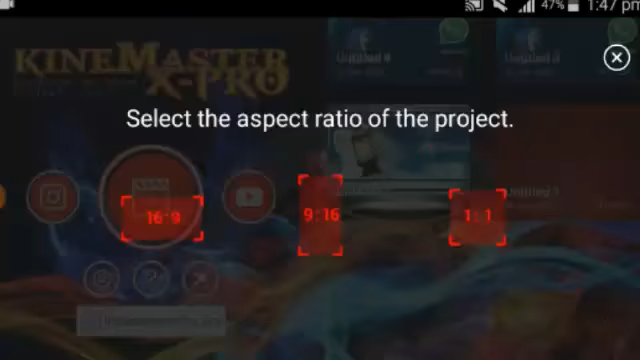 47% 1:47 pm
KINEMASTER
X-PRO
Untitled
Select the aspect ratio of the project.
16:9
9:16
1:1